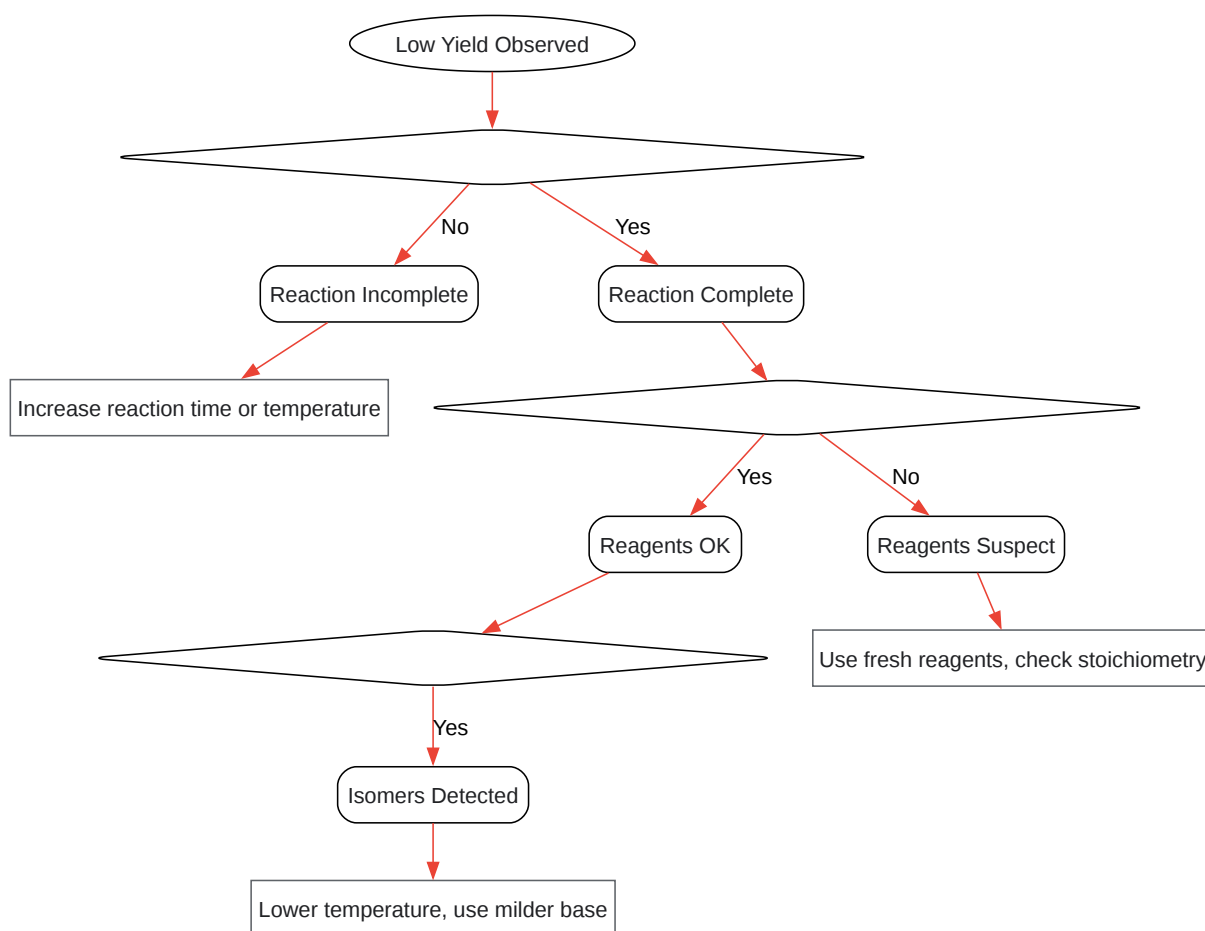 Low Yield Observed
No
Yes
Reaction Incomplete
Reaction Complete
Increase reaction time or temperature
Yes
No
Reagents OK
Reagents Suspect
Use fresh reagents, check stoichiometry
Yes
Isomers Detected
Lower temperature, use milder base